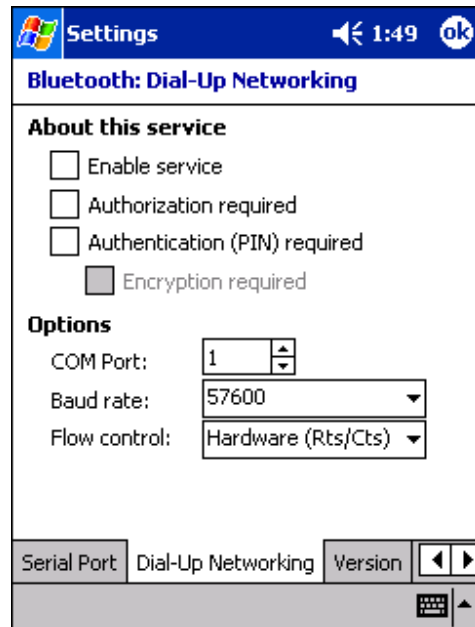 Settings 1:49 ok
Bluetooth: Dial-Up Networking
About this service
Enable service
Authorization required
Authentication (PIN) required
Encryption required
Options
COM Port: 1
Baud rate: 57600
Flow control: Hardware (Rts/Cts)
Serial Port Dial-Up Networking Version